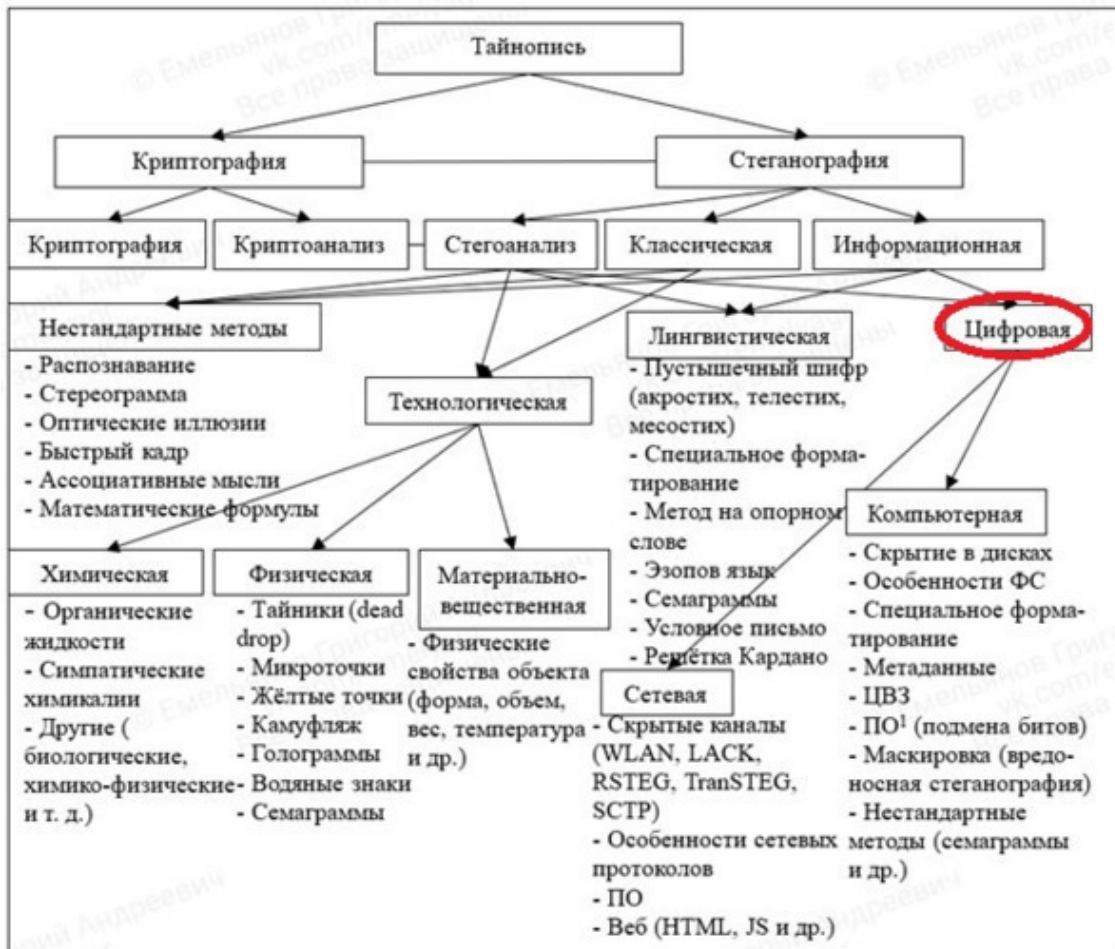 Тайнопись
Криптография
Стеганография
Криптография
Криптоанализ
Стегоанализ
Классическая
Информационная
Нестандартные методы
- Распознавание
- Стереограмма
- Оптические иллюзии
- Быстрый кадр
- Ассоциативные мысли
- Математические формулы
Технологическая
Лингвистическая
- Пустышечный шифр
(акростих, телестих,
месостих)
- Специальное форма-
тирование
- Метод на опорном
слове
- Эзопов язык
- Семаграммы
- Условное письмо
- Решётка Кардано
Цифровая
Химическая
- Органические
жидкости
- Симпатические
химикалии
- Другие (
биологические,
химико-физические
и т. д.)
Физическая
- Тайники (dead
drop)
- Микроточки
- Жёлтые точки
- Камуфляж
- Голограммы
- Водяные знаки
- Семаграммы
Материально-
вещественная
- Физические
свойства объекта
(форма, объем,
вес, температура
и др.)
Сетевая
- Скрытые каналы
(WLAN, LACK,
RSTEG, TranSTEG,
SCTP)
- Особенности сетевых
протоколов
- ПО
- Веб (HTML, JS и др.)
Компьютерная
- Скрытие в дисках
- Особенности ФС
- Специальное форма-
тирование
- Метаданные
- ЦВЗ
- ПО¹ (подмена битов)
- Маскировка (вредо-
носная стеганография)
- Нестандартные
методы (семаграммы
и др.)